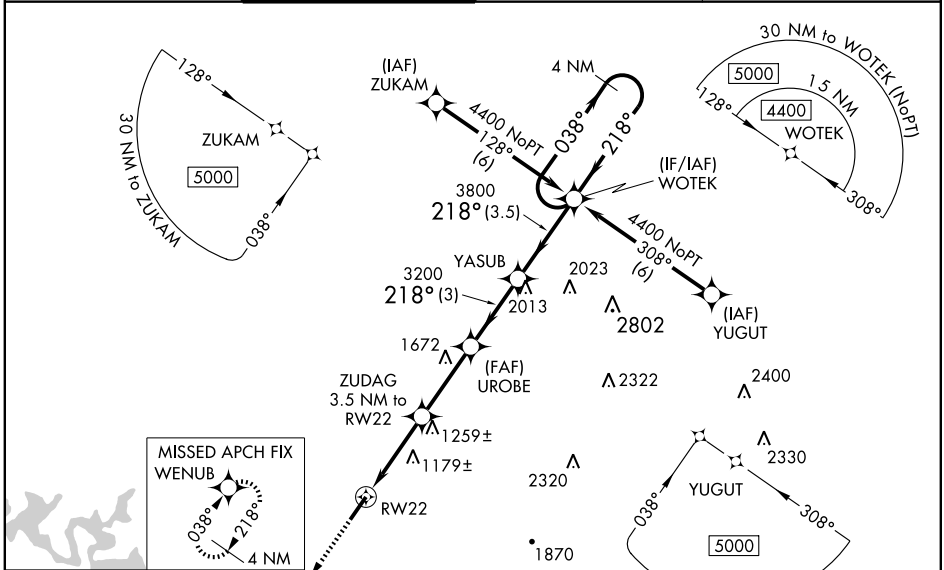 128°
ZUKAM
5000
30 NM to ZUKAM
038°
(IAF)
ZUKAM
4400 NoPT
128°
(6)
4 NM
038°
218°
(IF/IAF)
WOTEK
30 NM to WOTEK (NoPT)
5000
15 NM
4400
128°
WOTEK
308°
3800
218° (3.5)
4400 NoPT
308°
(6)
(IAF)
YUGUT
YASUB
3200
218° (3)
2013
2023
2802
1672
(FAF)
UROBE
2322
2400
ZUDAG
3.5 NM to
RW22
1259±
1179±
2320
2330
YUGUT
038°
308°
5000
MISSED APCH FIX
WENUB
038°
218°
4 NM
RW22
1870